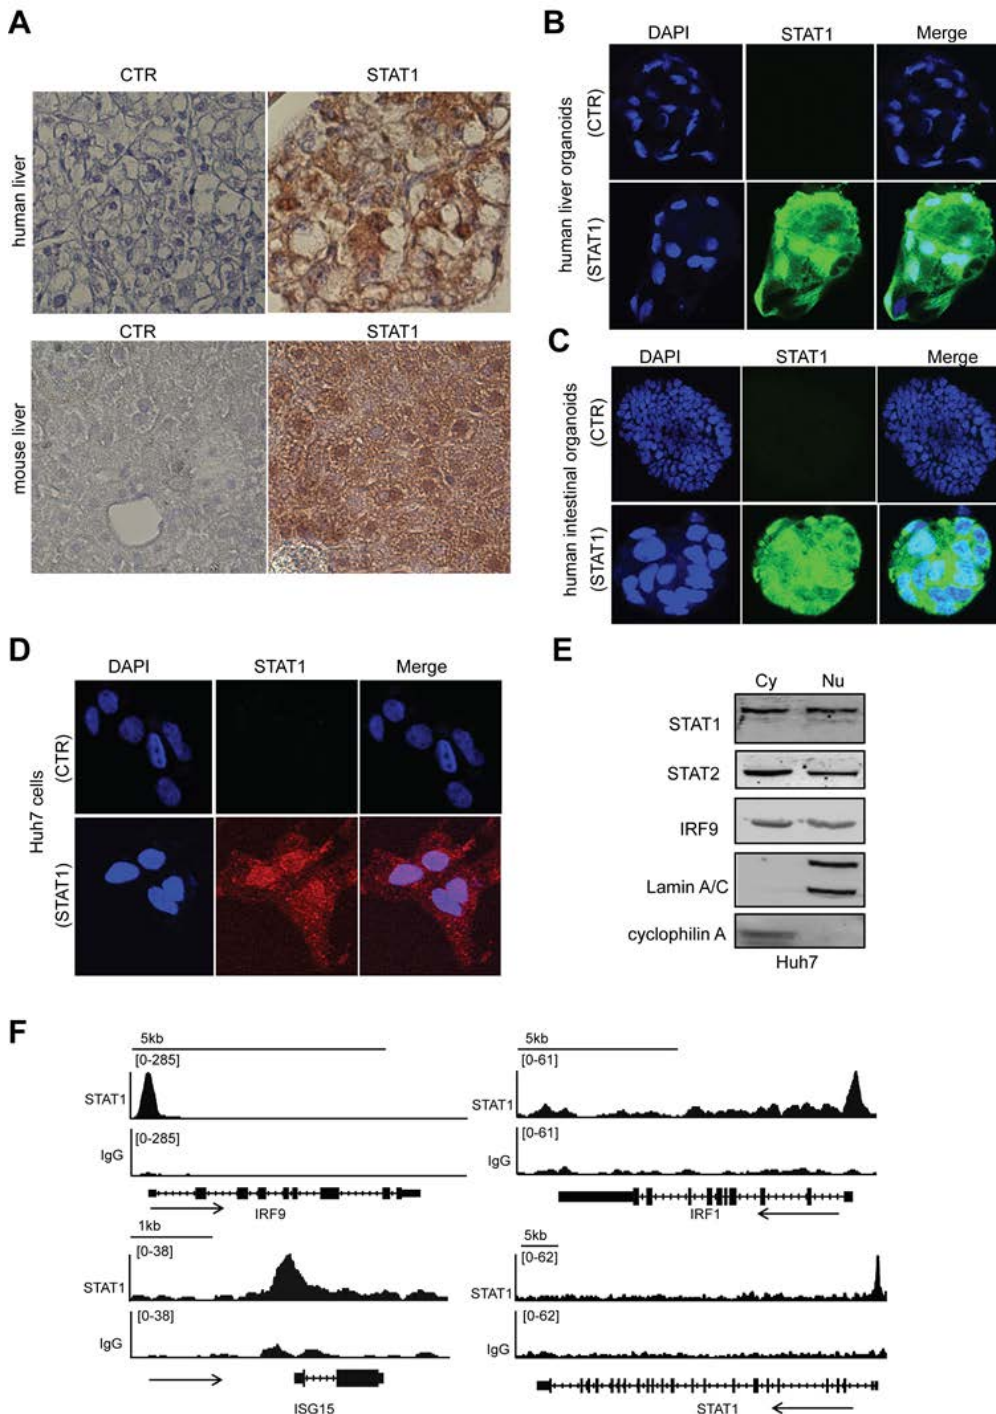 A
CTR STAT1
human liver
CTR STAT1
mouse liver
B
DAPI STAT1 Merge
human liver organoids
(CTR)
(STAT1)
C
DAPI STAT1 Merge
human intestinal organoids
(CTR)
(STAT1)
D
DAPI STAT1 Merge
Huh7 cells
(CTR)
(STAT1)
E
Cy Nu
STAT1
STAT2
IRF9
Lamin A/C
cyclophilin A
Huh7
F
5kb
[0-285]
STAT1
[0-285]
IgG
IRF9
5kb
[0-61]
STAT1
[0-61]
IgG
IRF1
1kb
[0-38]
STAT1
[0-38]
IgG
ISG15
5kb
[0-62]
STAT1
[0-62]
IgG
STAT1